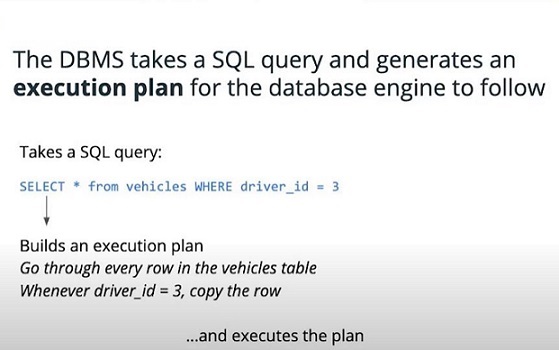 The DBMS takes a SQL query and generates an
execution plan for the database engine to follow
Takes a SQL query:
SELECT * from vehicles WHERE driver_id = 3
Builds an execution plan
Go through every row in the vehicles table
Whenever driver_id = 3, copy the row
...and executes the plan